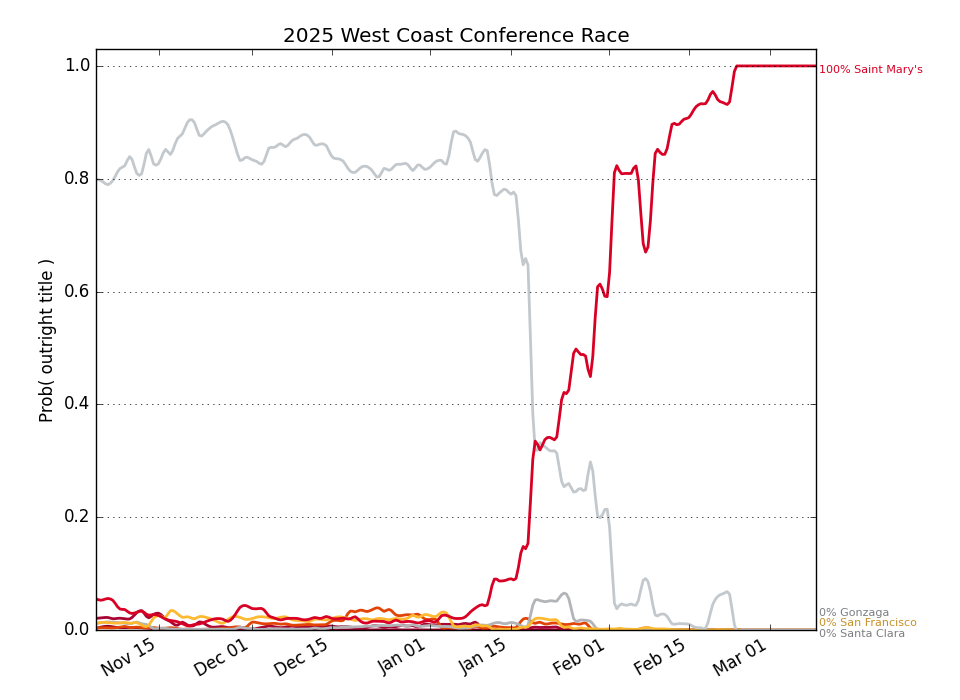 2025 West Coast Conference Race
1.0
0.8
0.6
0.4
0.2
0.0
Prob( outright title )
100% Saint Mary's
0% Gonzaga
0% San Francisco
0% Santa Clara
Nov 15
Dec 01
Dec 15
Jan 01
Jan 15
Feb 01
Feb 15
Mar 01